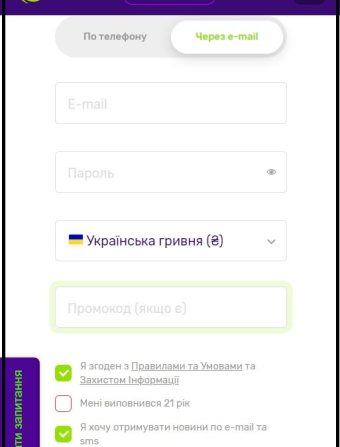 По телефону
Через e-mail
E-mail
Пароль
Українська гривня (₴)
Промокод (якщо є)
Я згоден з Правилами та Умовами та
Захистом Інформації
Мені виповнився 21 рік
Я хочу отримувати новини по e-mail та
sms
ти запитання